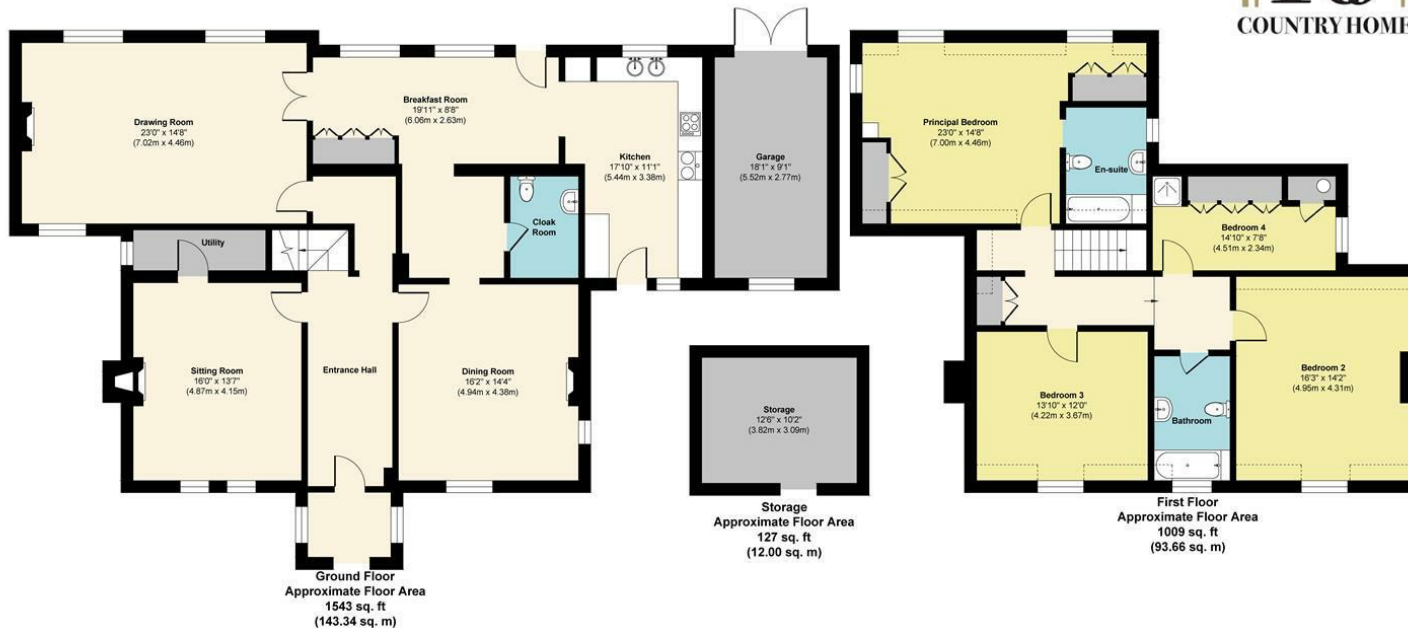 COUNTRY HOME
Drawing Room
23'0" x 14'8"
(7.02m x 4.46m)
Breakfast Room
19'11" x 8'8"
(6.06m x 2.63m)
Kitchen
17'10" x 11'1"
(5.44m x 3.38m)
Garage
18'1" x 9'1"
(5.52m x 2.77m)
Cloak
Room
Utility
Sitting Room
16'0" x 13'7"
(4.87m x 4.15m)
Entrance Hall
Dining Room
16'2" x 14'4"
(4.94m x 4.38m)
Ground Floor
Approximate Floor Area
1543 sq. ft
(143.34 sq. m)
Storage
12'6" x 10'2"
(3.82m x 3.09m)
Storage
Approximate Floor Area
127 sq. ft
(12.00 sq. m)
Principal Bedroom
23'0" x 14'8"
(7.00m x 4.46m)
En-suite
Bedroom 4
14'10" x 7'8"
(4.51m x 2.34m)
Bedroom 3
13'10" x 12'0"
(4.22m x 3.67m)
Bathroom
Bedroom 2
16'3" x 14'2"
(4.95m x 4.31m)
First Floor
Approximate Floor Area
1009 sq. ft
(93.66 sq. m)